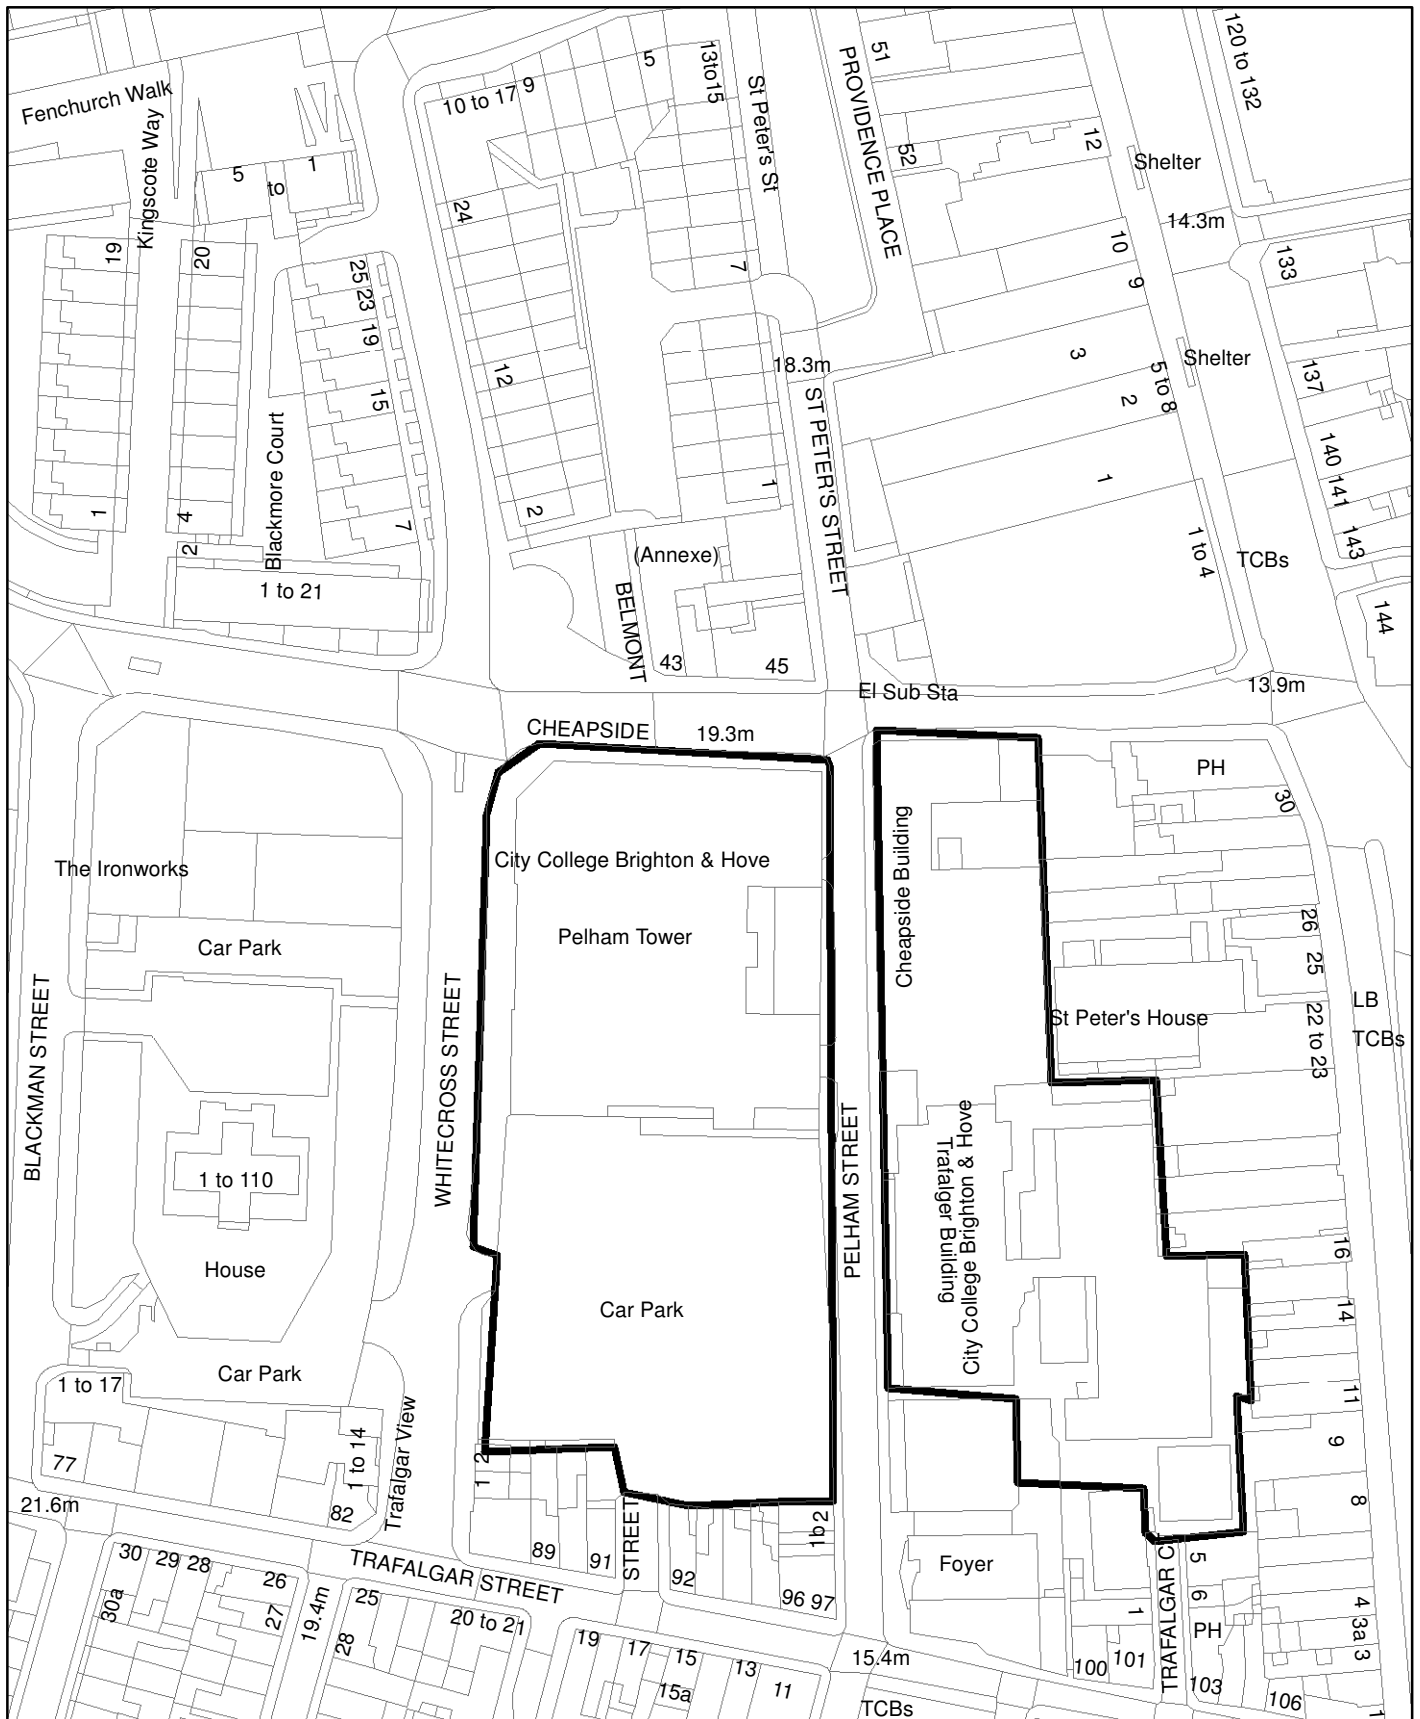 Fenchurch Walk
Kingscote Way
5
to
1
19
20
1
4
2
Blackmore Court
25
23
19
15
7
1 to 21
10 to 17
9
5
13to15
St Peter's St
24
12
2
7
1
PROVIDENCE PLACE
51
52
12
10
9
3
2
1
5 to 8
1 to 4
120 to 132
Shelter
14.3m
133
Shelter
137
140
141
143
144
TCBs
18.3m
ST PETER'S STREET
(Annexe)
BELMONT
43
45
El Sub Sta
13.9m
CHEAPSIDE
19.3m
The Ironworks
Car Park
BLACKMAN STREET
WHITECROSS STREET
1 to 110
House
Car Park
1 to 17
77
1 to 14
82
Trafalgar View
21.6m
City College Brighton & Hove
Pelham Tower
Car Park
PELHAM STREET
Cheapside Building
City College Brighton & Hove
Trafalger Building
St Peter's House
PH
30
26
25
22 to 23
LB
TCBs
16
14
11
9
8
4
3a
3
1
2
1
89
91
STREET
92
96 97
1b
2
Foyer
TRAFALGAR C
5
6
PH
1
100
101
103
106
TRAFALGAR STREET
30
29
28
26
27
30a
19.4m
25
28
20 to 21
19
17
15
15a
13
11
15.4m
TCBs